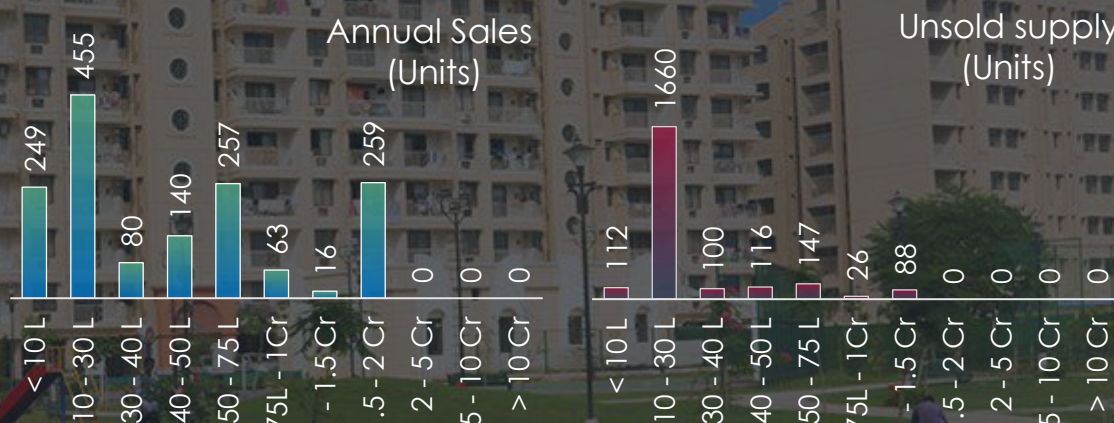 Annual Sales
(Units)
249
455
80
140
257
63
16
259
0
0
0
< 10 L
10 - 30 L
30 - 40 L
40 - 50 L
50 - 75 L
75L - 1Cr
- 1.5 Cr
.5 - 2 Cr
2 - 5 Cr
5 - 10 Cr
> 10 Cr
Unsold supply
(Units)
112
1660
100
116
147
26
88
0
0
0
0
< 10 L
10 - 30 L
30 - 40 L
40 - 50 L
50 - 75 L
75L - 1Cr
- 1.5 Cr
.5 - 2 Cr
2 - 5 Cr
5 - 10 Cr
> 10 Cr